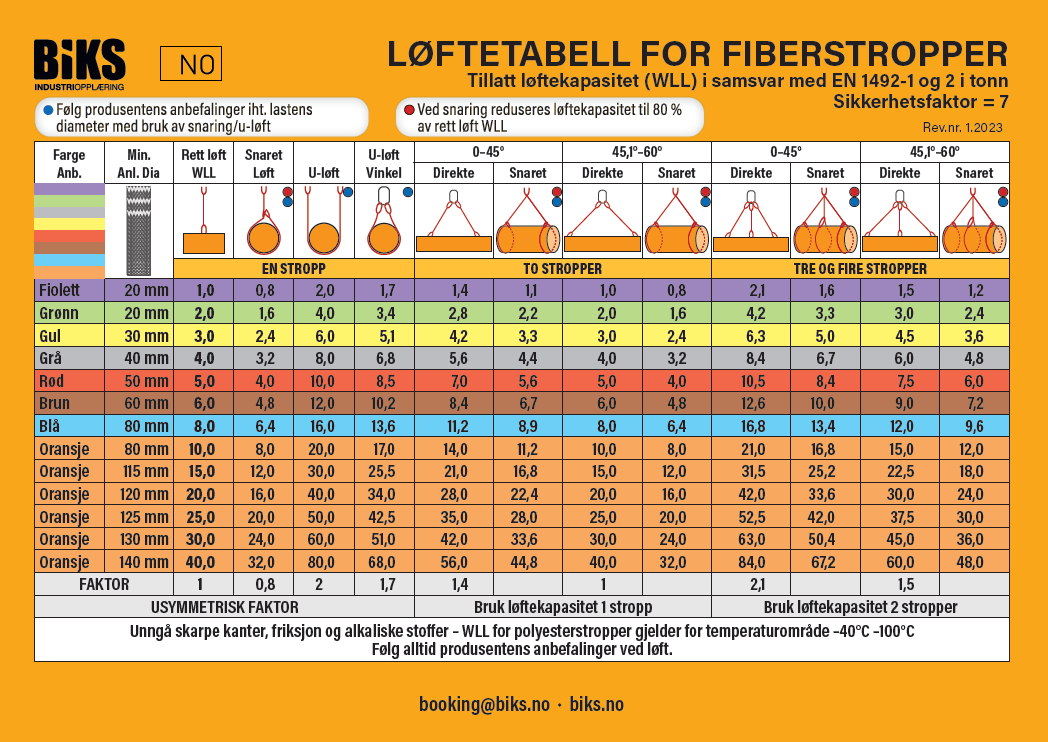 BiKS
INDUSTRIOPPLÆRING
NO
LØFTETABELL FOR FIBERSTROPPER
Tillatt løftekapasitet (WLL) i samsvar med EN 1492-1 og 2 i tonn
Sikkerhetsfaktor = 7
Rev.nr. 1.2023
Følg produsentens anbefalinger iht. lastens
diameter med bruk av snaring/u-løft
Ved snaring reduseres løftekapasitet til 80 %
av rett løft WLL
Farge Anb. Min. Anl. Dia Rett løft WLL Snaret Løft U-løft U-løft Vinkel 0–45° 45,1°–60° 0–45° 45,1°–60°
Direkte Snaret Direkte Snaret Direkte Snaret Direkte Snaret
EN STROPP TO STROPPER TRE OG FIRE STROPPER
Fiolett 20 mm 1,0 0,8 2,0 1,7 1,4 1,1 1,0 0,8 2,1 1,6 1,5 1,2
Grønn 20 mm 2,0 1,6 4,0 3,4 2,8 2,2 2,0 1,6 4,2 3,3 3,0 2,4
Gul 30 mm 3,0 2,4 6,0 5,1 4,2 3,3 3,0 2,4 6,3 5,0 4,5 3,6
Grå 40 mm 4,0 3,2 8,0 6,8 5,6 4,4 4,0 3,2 8,4 6,7 6,0 4,8
Rød 50 mm 5,0 4,0 10,0 8,5 7,0 5,6 5,0 4,0 10,5 8,4 7,5 6,0
Brun 60 mm 6,0 4,8 12,0 10,2 8,4 6,7 6,0 4,8 12,6 10,0 9,0 7,2
Blå 80 mm 8,0 6,4 16,0 13,6 11,2 8,9 8,0 6,4 16,8 13,4 12,0 9,6
Oransje 80 mm 10,0 8,0 20,0 17,0 14,0 11,2 10,0 8,0 21,0 16,8 15,0 12,0
Oransje 115 mm 15,0 12,0 30,0 25,5 21,0 16,8 15,0 12,0 31,5 25,2 22,5 18,0
Oransje 120 mm 20,0 16,0 40,0 34,0 28,0 22,4 20,0 16,0 42,0 33,6 30,0 24,0
Oransje 125 mm 25,0 20,0 50,0 42,5 35,0 28,0 25,0 20,0 52,5 42,0 37,5 30,0
Oransje 130 mm 30,0 24,0 60,0 51,0 42,0 33,6 30,0 24,0 63,0 50,4 45,0 36,0
Oransje 140 mm 40,0 32,0 80,0 68,0 56,0 44,8 40,0 32,0 84,0 67,2 60,0 48,0
FAKTOR 1 0,8 2 1,7 1,4 1 2,1 1,5
USYMMETRISK FAKTOR Bruk løftekapasitet 1 stropp Bruk løftekapasitet 2 stropper
Unngå skarpe kanter, friksjon og alkaliske stoffer – WLL for polyesterstropper gjelder for temperaturområde –40°C –100°C
Følg alltid produsentens anbefalinger ved løft.
booking@biks.no · biks.no